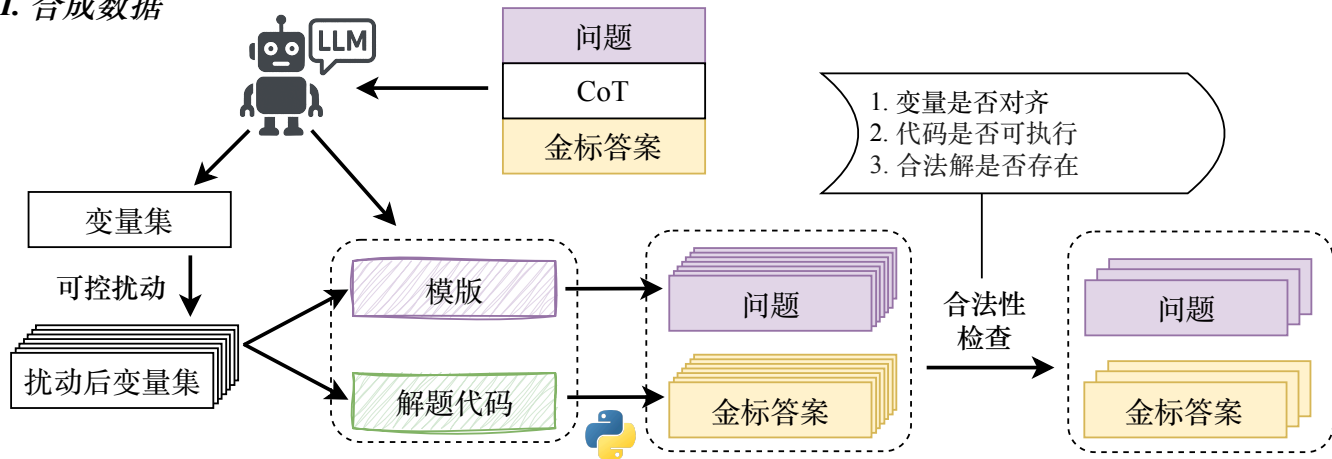 I. 合成数据
LLM
问题
CoT
金标答案
1. 变量是否对齐
2. 代码是否可执行
3. 合法解是否存在
变量集
可控扰动
扰动后变量集
模版
解题代码
问题
金标答案
合法性
检查
问题
金标答案